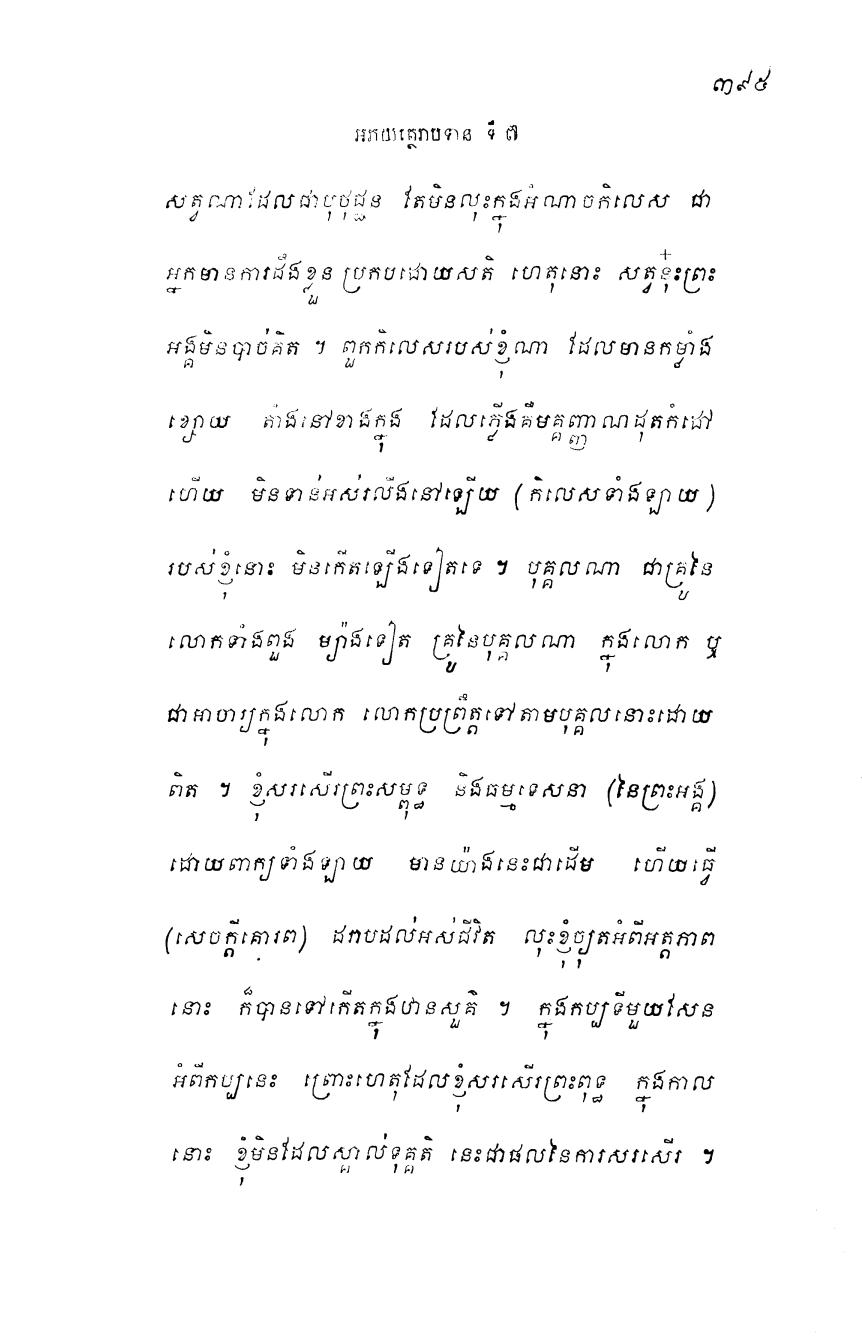 ៣៩៥
អភយត្ថេរាបទាន ទី ៧
សត្វណាដែលជាបុថុជ្ជន តែមិនលុះក្នុងអំណាចកិលេស ជា
អ្នកមានការដឹងខ្លួន ប្រកបដោយសតិ ហេតុនោះ សត្វនុ៎ះព្រះ
អង្គមិនបាច់គិត ។ ពួកកិលេសរបស់ខ្ញុំណា ដែលមានកម្លាំង
ខ្សោយ តាំងនៅខាងក្នុង ដែលភ្លើងគឺមគ្គញ្ញាណដុតកំដៅ
ហើយ មិនទាន់អស់រលីងនៅឡើយ (កិលេសទាំងឡាយ)
របស់ខ្ញុំនោះ មិនកើតឡើងទៀតទេ ។ បុគ្គលណា ជាគ្រូនៃ
លោកទាំងពួង ម្យ៉ាងទៀត គ្រូនៃបុគ្គលណា ក្នុងលោក ឬ
ជាអាចារ្យក្នុងលោក លោកប្រព្រឹត្តទៅតាមបុគ្គលនោះដោយ
ពិត ។ ខ្ញុំសរសើរព្រះសម្ពុទ្ធ និងធម្មទេសនា (នៃព្រះអង្គ)
ដោយពាក្យទាំងឡាយ មានយ៉ាងនេះជាដើម ហើយធ្វើ
(សេចក្តីគោរព) ដរាបដល់អស់ជីវិត លុះខ្ញុំច្យុតអំពីអត្តភាព
នោះ ក៏បានទៅកើតក្នុងឋានសួគ៌ ។ ក្នុងកប្បទីមួយសែន
អំពីកប្បនេះ ព្រោះហេតុដែលខ្ញុំសរសើរព្រះពុទ្ធ ក្នុងកាល
នោះ ខ្ញុំមិនដែលស្គាល់ទុគ្គតិ នេះជាផលនៃការសរសើរ ។